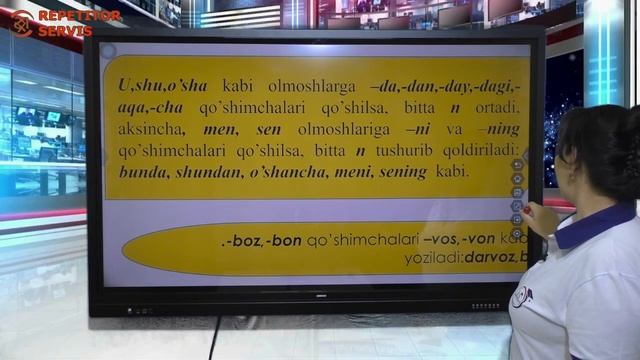 REPETITOR
SERVIS
U,shu,o'sha kabi olmoshlarga –da,-dan,-day,-dagi,-
aqa,-cha qo'shimchalari qo'shilsa, bitta n ortadi,
aksincha, men, sen olmoshlariga –ni va –ning
qo'shimchalari qo'shilsa, bitta n tushurib qoldiriladi:
bunda, shundan, o'shancha, meni, sening kabi.
.-boz,-bon qo'shimchalari –vos,-von kab
yoziladi:darvoz,b